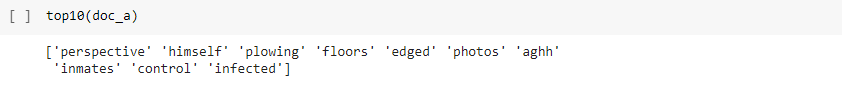 [ ] top10(doc_a)
['perspective' 'himself' 'plowing' 'floors' 'edged' 'photos' 'aghh'
'inmates' 'control' 'infected']